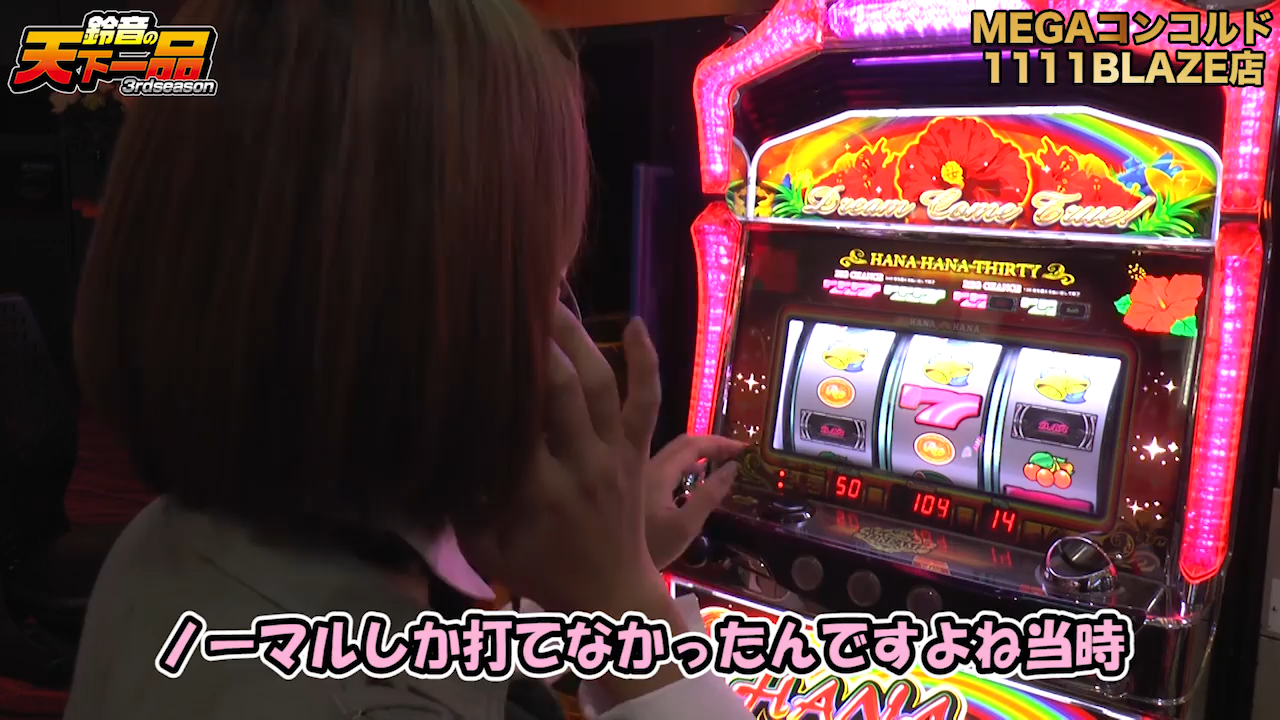 鈴音の
天下一品
3rdseason
MEGAコンコルド
1111BLAZE店
Dream Come True!
HANA-HANA-THIRTY
BIG CHANCE
REG CHANCE
HANA HANA
50
104
14
ノーマルしか打てなかったんですよね当時
HANA